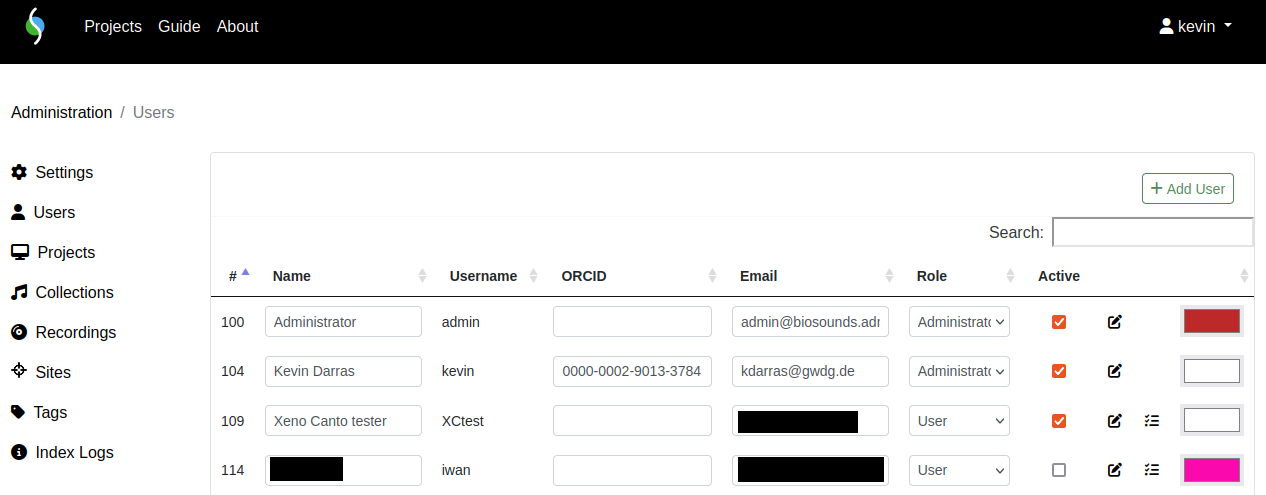 Projects Guide About kevin
Administration / Users
Settings
Users
Projects
Collections
Recordings
Sites
Tags
Index Logs
+ Add User
Search:
# Name Username ORCID Email Role Active
100 Administrator admin admin@biosounds.adr Administrato
104 Kevin Darras kevin 0000-0002-9013-3784 kdarras@gwdg.de Administrato
109 Xeno Canto tester XCtest User
114 iwan User